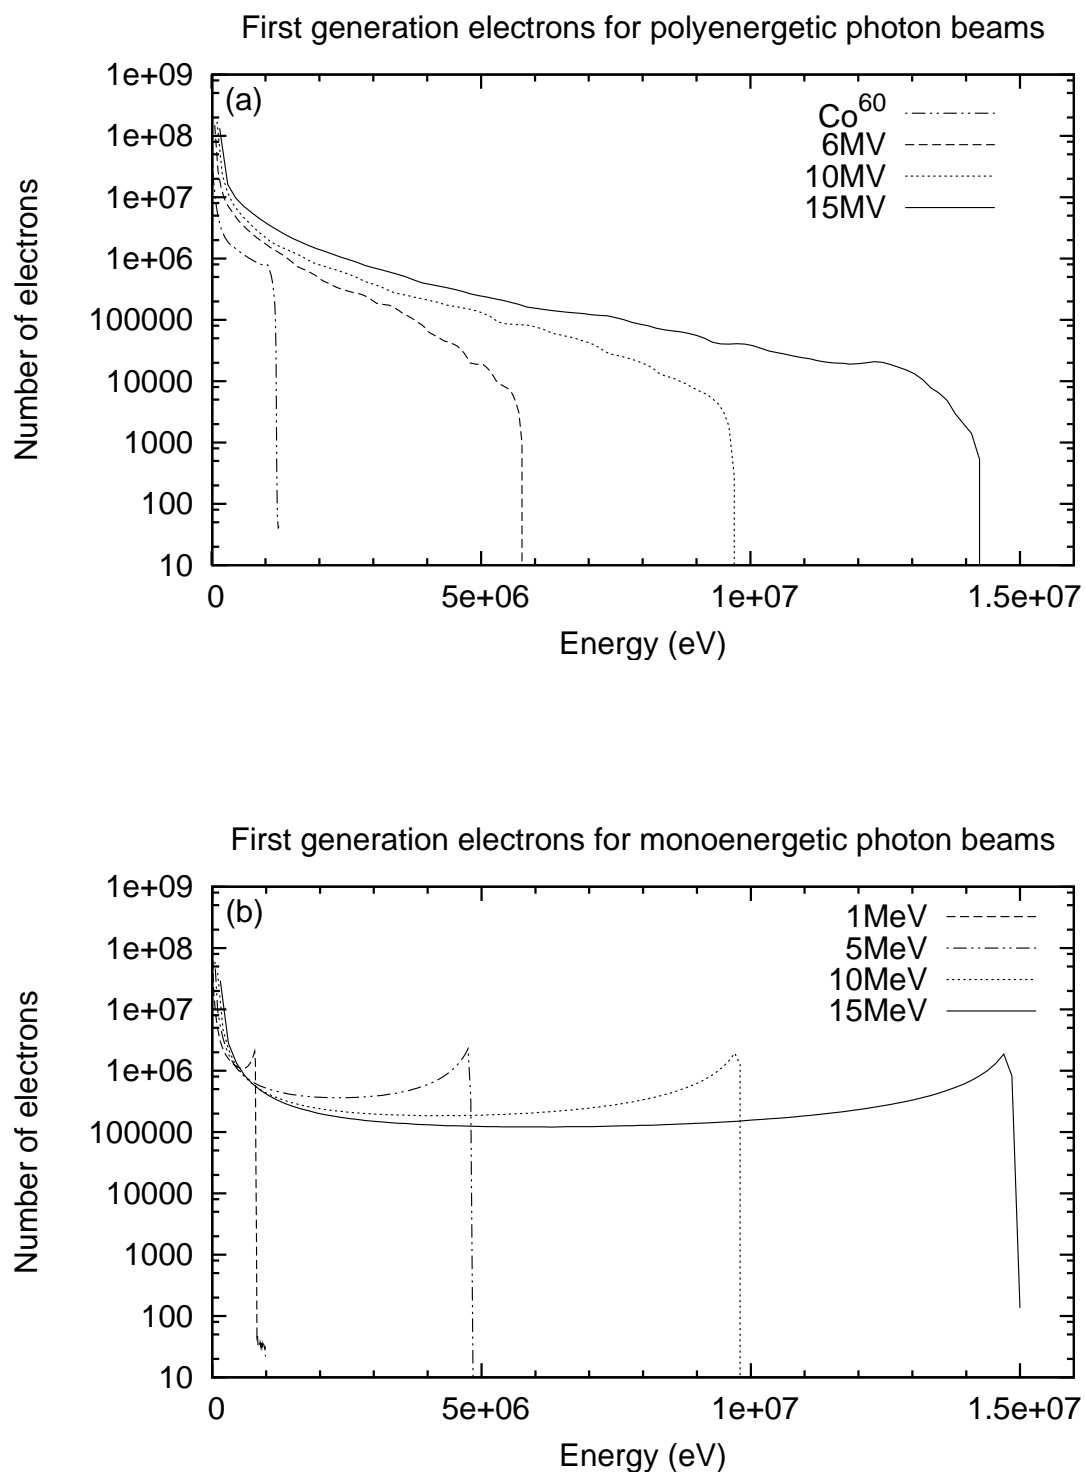 First generation electrons for polyenergetic photon beams
(a)
Co60
6MV
10MV
15MV
1e+09
1e+08
1e+07
1e+06
100000
10000
1000
100
10
Number of electrons
0 5e+06 1e+07 1.5e+07
Energy (eV)
First generation electrons for monoenergetic photon beams
(b)
1MeV
5MeV
10MeV
15MeV
1e+09
1e+08
1e+07
1e+06
100000
10000
1000
100
10
Number of electrons
0 5e+06 1e+07 1.5e+07
Energy (eV)